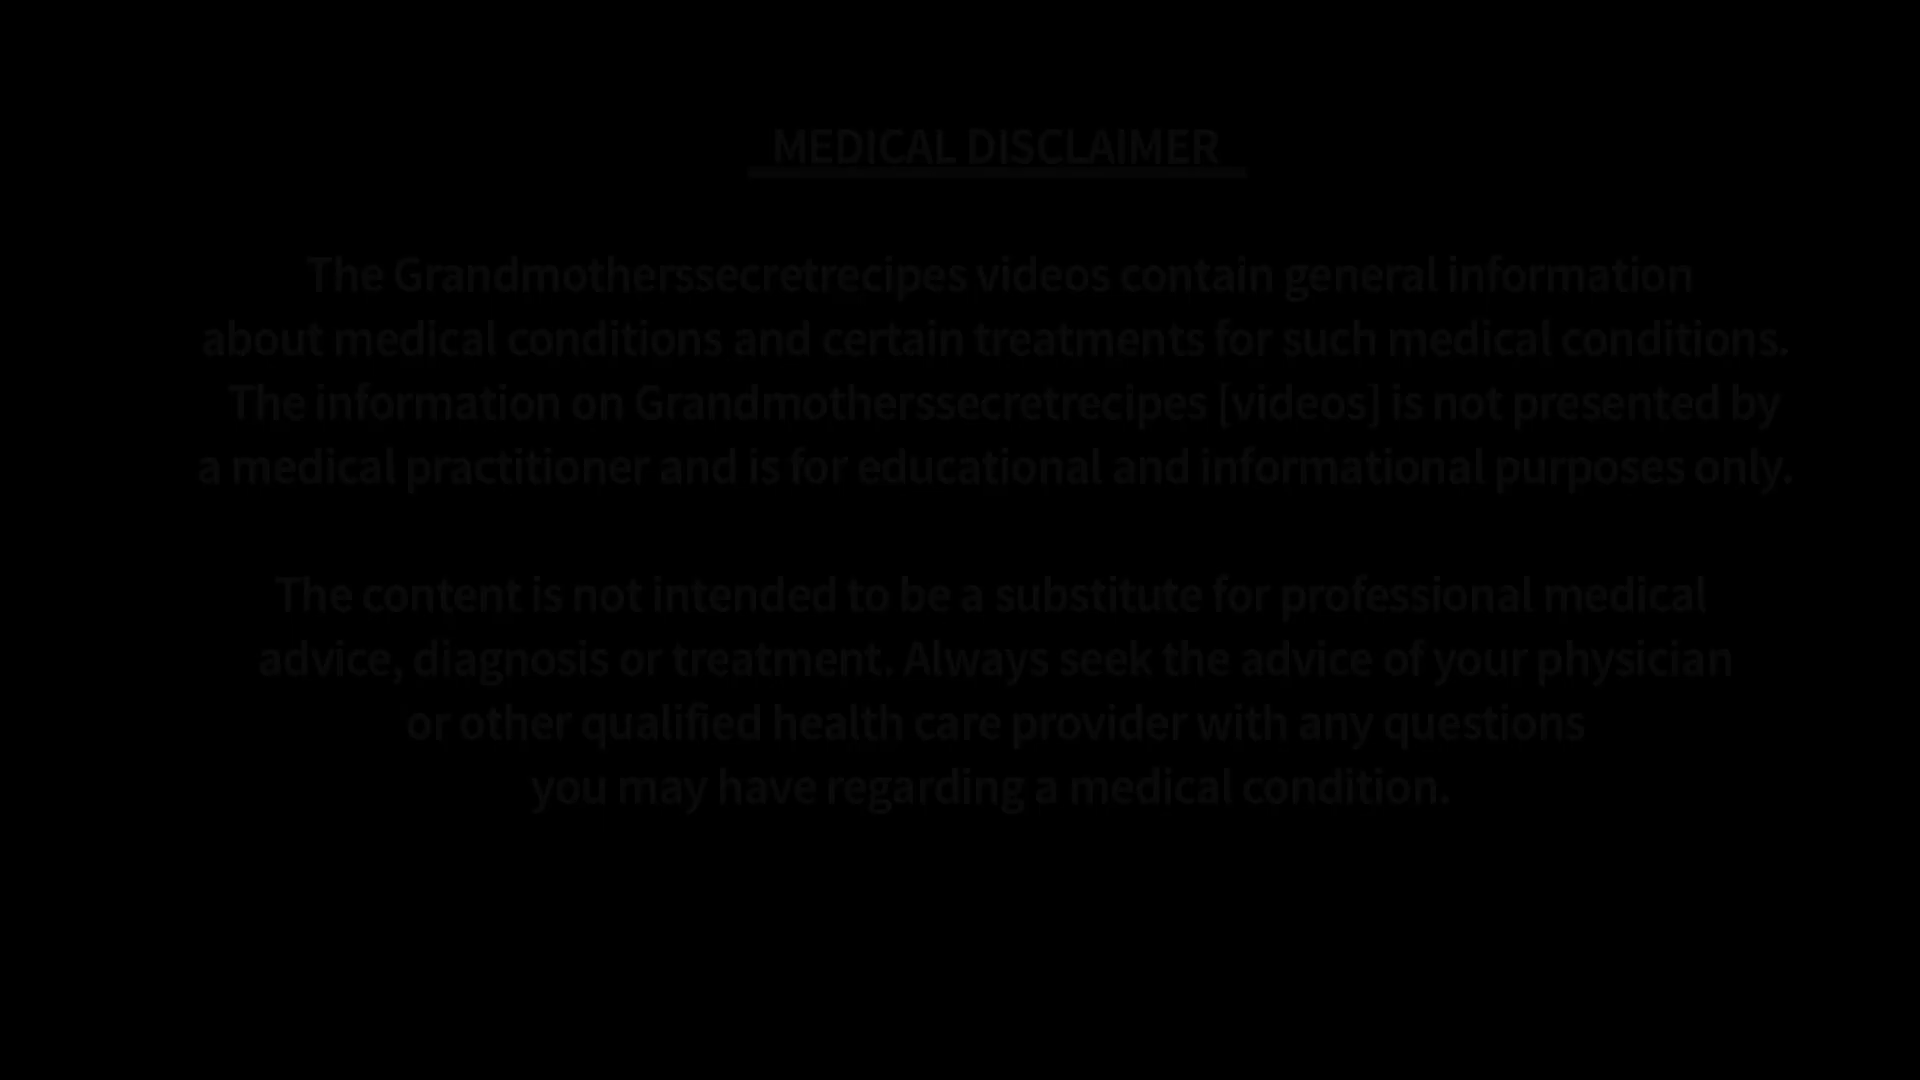 MEDICAL DISCLAIMER
The Grandmotherssecretrecipes videos contain general information
about medical conditions and certain treatments for such medical conditions.
The information on Grandmotherssecretrecipes [videos] is not presented by
a medical practitioner and is for educational and informational purposes only.
The content is not intended to be a substitute for professional medical
advice, diagnosis or treatment. Always seek the advice of your physician
or other qualified health care provider with any questions
you may have regarding a medical condition.